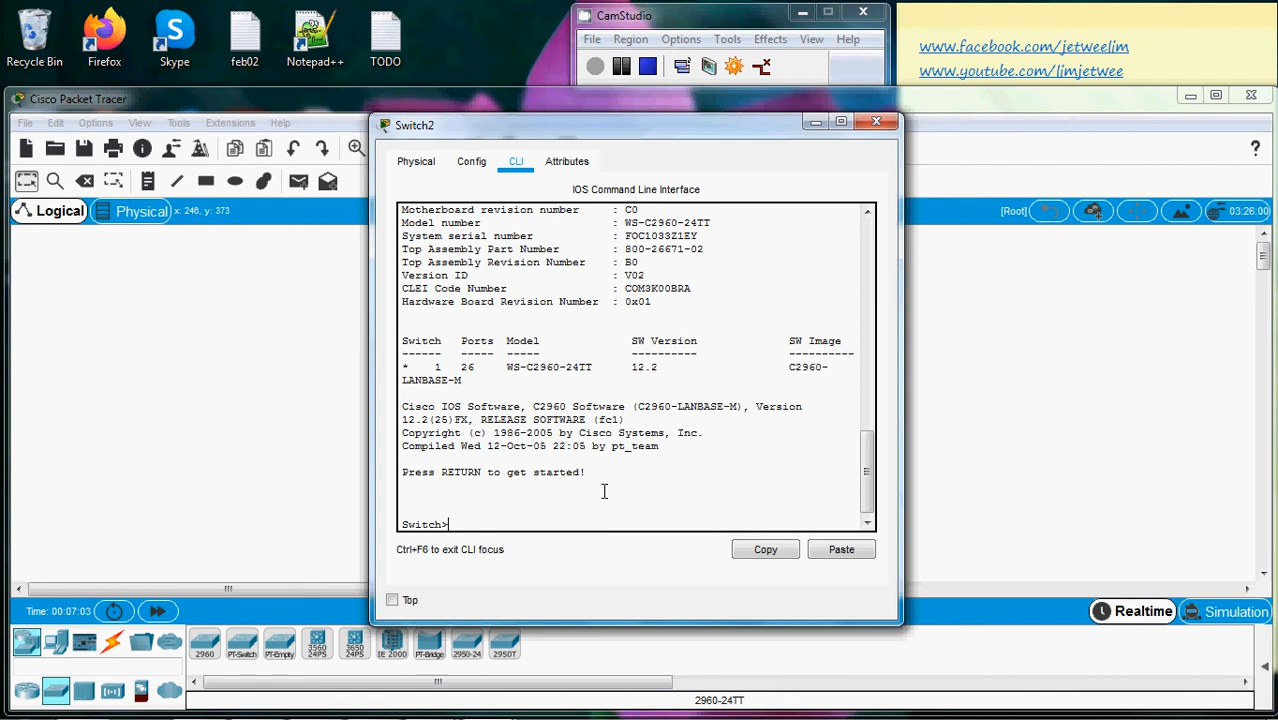 Recycle Bin
Firefox
Skype
feb02
Notepad++
TODO
CamStudio
File Region Options Tools Effects View Help
www.facebook.com/jetweelim
www.youtube.com/limjetwee
Cisco Packet Tracer
File Edit Options View Tools Extensions Help
Logical
Physical
x: 246, y: 373
[Root]
03:26:00
Switch2
Physical Config CLI Attributes
IOS Command Line Interface
Motherboard revision number : C0
Model number : WS-C2960-24TT
System serial number : FOC1033Z1EY
Top Assembly Part Number : 800-26671-02
Top Assembly Revision Number : B0
Version ID : V02
CLEI Code Number : COM3K00BRA
Hardware Board Revision Number : 0x01
Switch Ports Model SW Version SW Image
------ ----- ----- ---------- ----------
* 1 26 WS-C2960-24TT 12.2 C2960-
LANBASE-M
Cisco IOS Software, C2960 Software (C2960-LANBASE-M), Version
12.2(25)FX, RELEASE SOFTWARE (fc1)
Copyright (c) 1986-2005 by Cisco Systems, Inc.
Compiled Wed 12-Oct-05 22:05 by pt_team
Press RETURN to get started!
Switch>
Ctrl+F6 to exit CLI focus
Copy
Paste
Top
Time: 00:07:03
Realtime
Simulation
2960
PT-Switch
PT-Empty
3560
24PS
3650
24PS
IE 2000
PT-Bridge
2950-24
2950T
2960-24TT